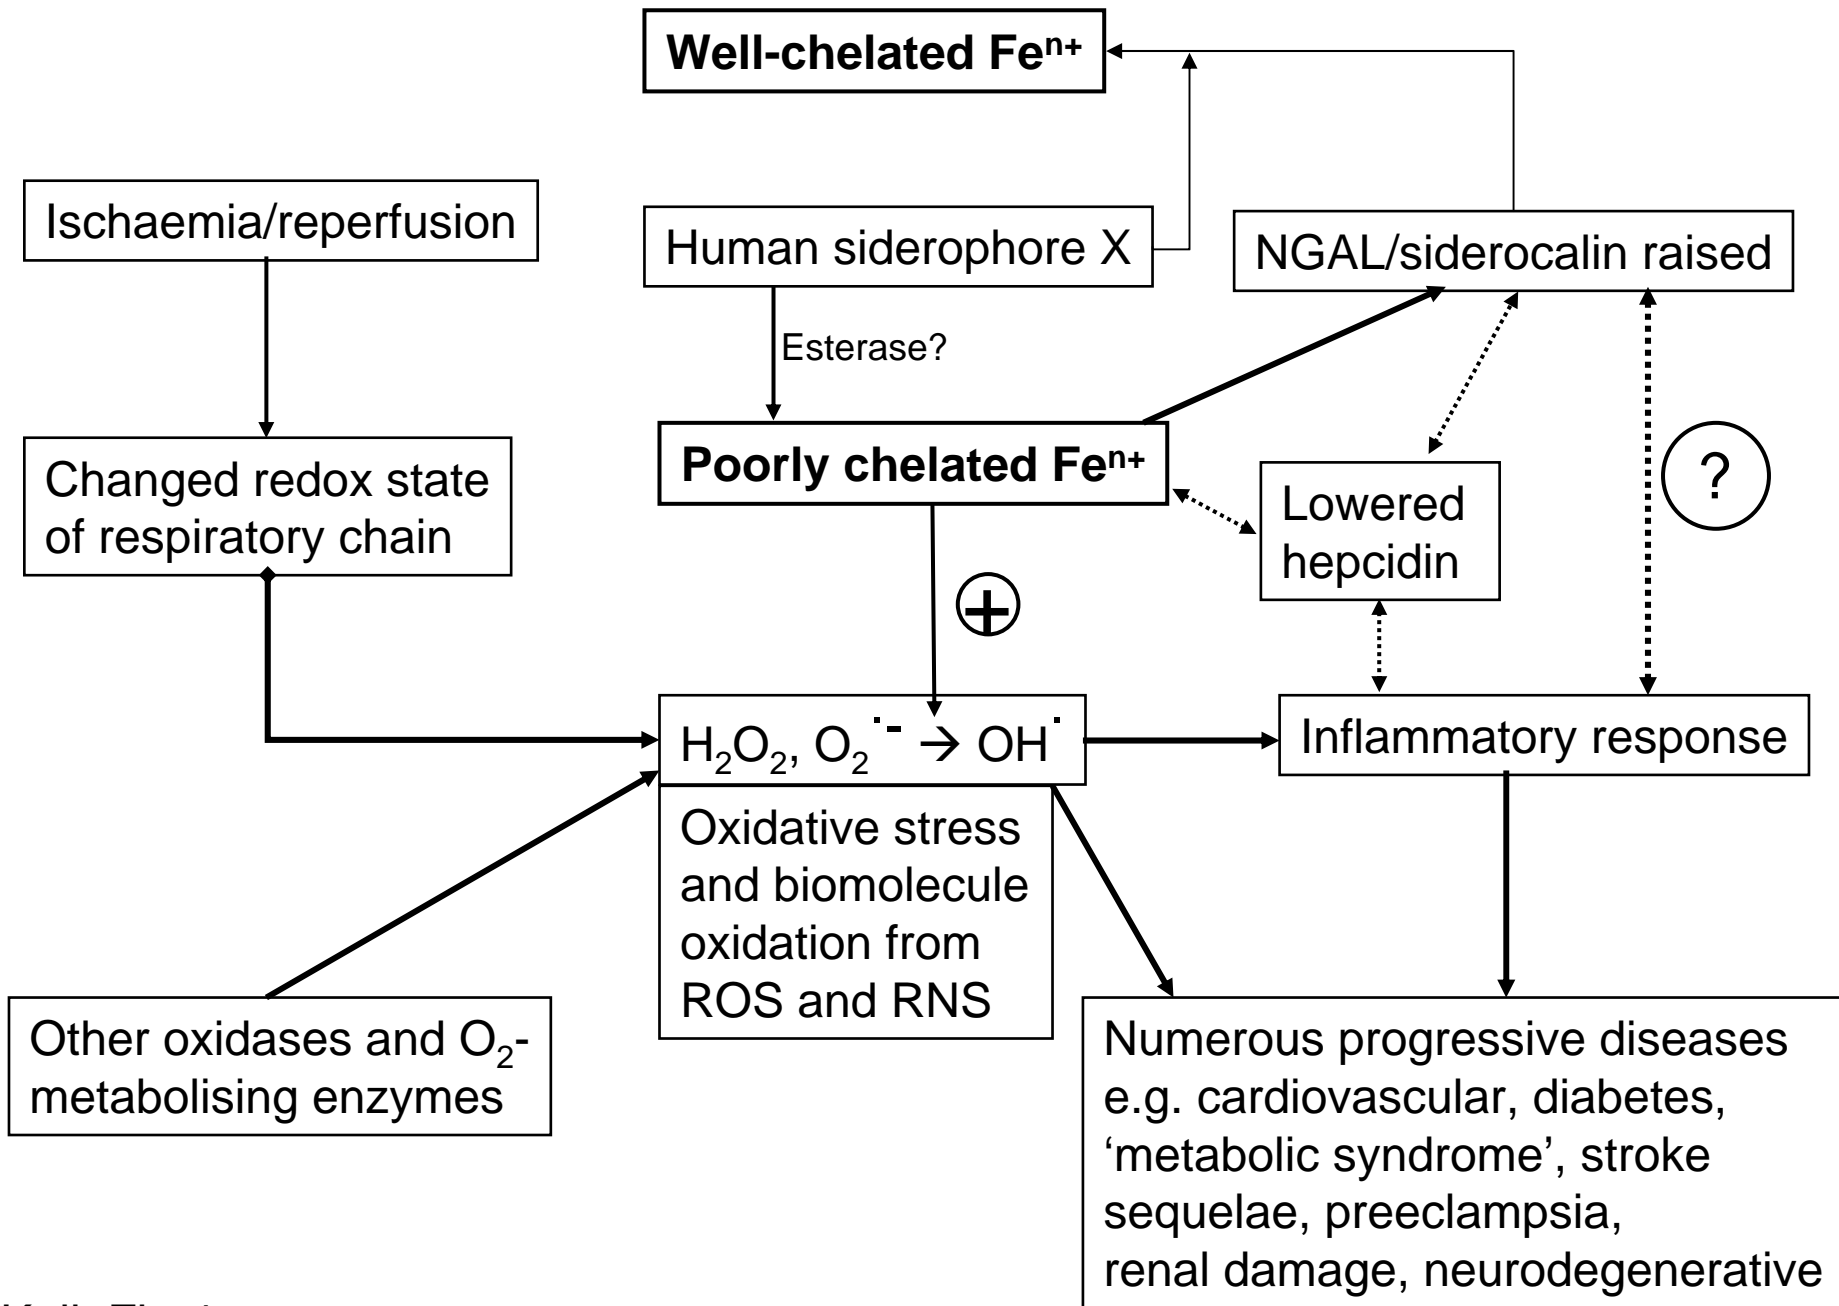 Well-chelated Feⁿ⁺
Ischaemia/reperfusion
Human siderophore X
NGAL/siderocalin raised
Esterase?
Poorly chelated Feⁿ⁺
Changed redox state
of respiratory chain
Lowered
hepcidin
?
+
H₂O₂, O₂˙⁻ → OH˙
Inflammatory response
Oxidative stress
and biomolecule
oxidation from
ROS and RNS
Other oxidases and O₂-
metabolising enzymes
Numerous progressive diseases
e.g. cardiovascular, diabetes,
‘metabolic syndrome’, stroke
sequelae, preeclampsia,
renal damage, neurodegenerative